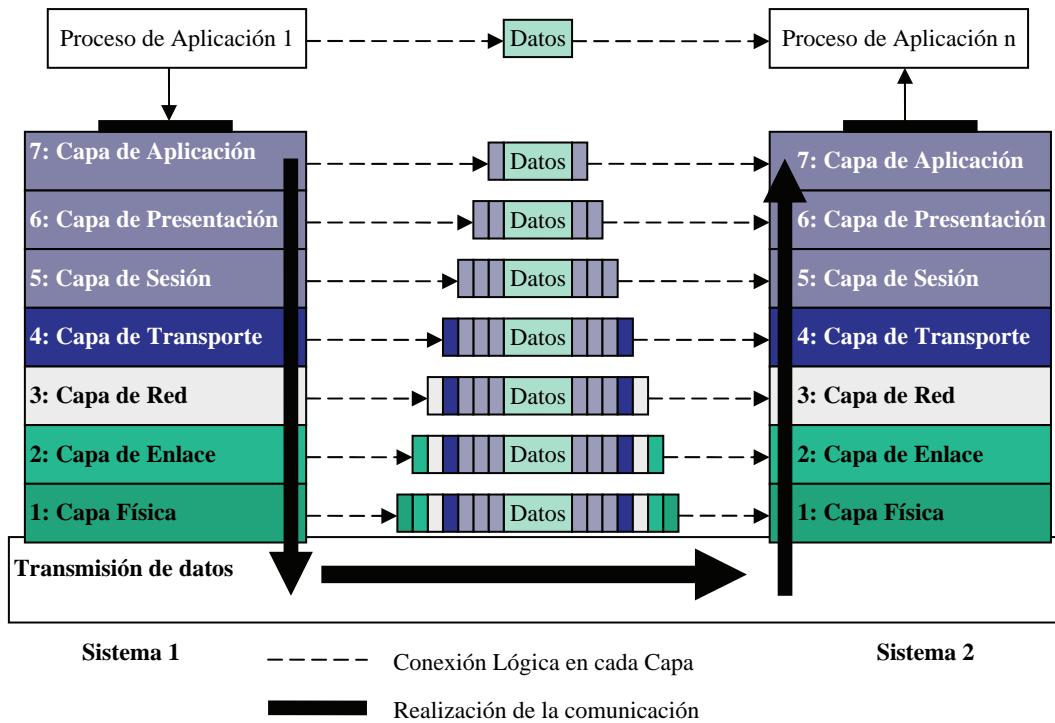 Proceso de Aplicación 1
Datos
Proceso de Aplicación n
7: Capa de Aplicación
Datos
7: Capa de Aplicación
6: Capa de Presentación
Datos
6: Capa de Presentación
5: Capa de Sesión
Datos
5: Capa de Sesión
4: Capa de Transporte
Datos
4: Capa de Transporte
3: Capa de Red
Datos
3: Capa de Red
2: Capa de Enlace
Datos
2: Capa de Enlace
1: Capa Física
Datos
1: Capa Física
Transmisión de datos
Sistema 1
Sistema 2
Conexión Lógica en cada Capa
Realización de la comunicación